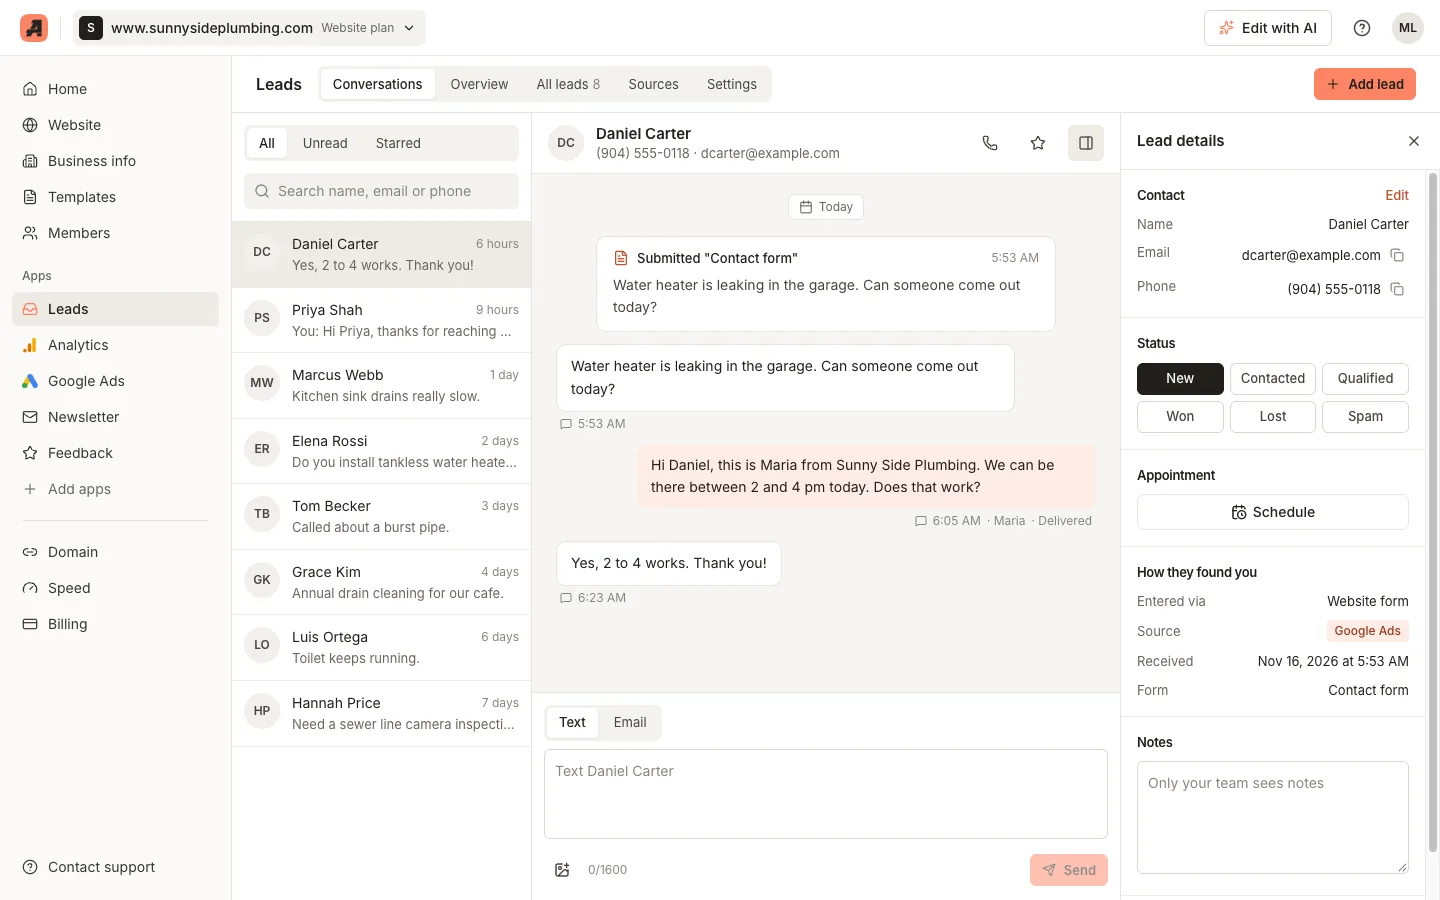 S www.sunnysideplumbing.com Website plan
Edit with AI
ML
Home
Website
Business info
Templates
Members
Apps
Leads
Analytics
Google Ads
Newsletter
Feedback
Add apps
Domain
Speed
Billing
Contact support
Leads
Conversations Overview All leads 8 Sources Settings
Add lead
All Unread Starred
Search name, email or phone
DC Daniel Carter 6 hours
Yes, 2 to 4 works. Thank you!
PS Priya Shah 9 hours
You: Hi Priya, thanks for reaching ...
MW Marcus Webb 1 day
Kitchen sink drains really slow.
ER Elena Rossi 2 days
Do you install tankless water heate...
TB Tom Becker 3 days
Called about a burst pipe.
GK Grace Kim 4 days
Annual drain cleaning for our cafe.
LO Luis Ortega 6 days
Toilet keeps running.
HP Hannah Price 7 days
Need a sewer line camera inspecti...
DC Daniel Carter
(904) 555-0118 · dcarter@example.com
Today
Submitted "Contact form" 5:53 AM
Water heater is leaking in the garage. Can someone come out
today?
Water heater is leaking in the garage. Can someone come out
today?
5:53 AM
Hi Daniel, this is Maria from Sunny Side Plumbing. We can be
there between 2 and 4 pm today. Does that work?
6:05 AM · Maria · Delivered
Yes, 2 to 4 works. Thank you!
6:23 AM
Text Email
Text Daniel Carter
0/1600
Send
Lead details
Contact Edit
Name Daniel Carter
Email dcarter@example.com
Phone (904) 555-0118
Status
New Contacted Qualified
Won Lost Spam
Appointment
Schedule
How they found you
Entered via Website form
Source Google Ads
Received Nov 16, 2026 at 5:53 AM
Form Contact form
Notes
Only your team sees notes